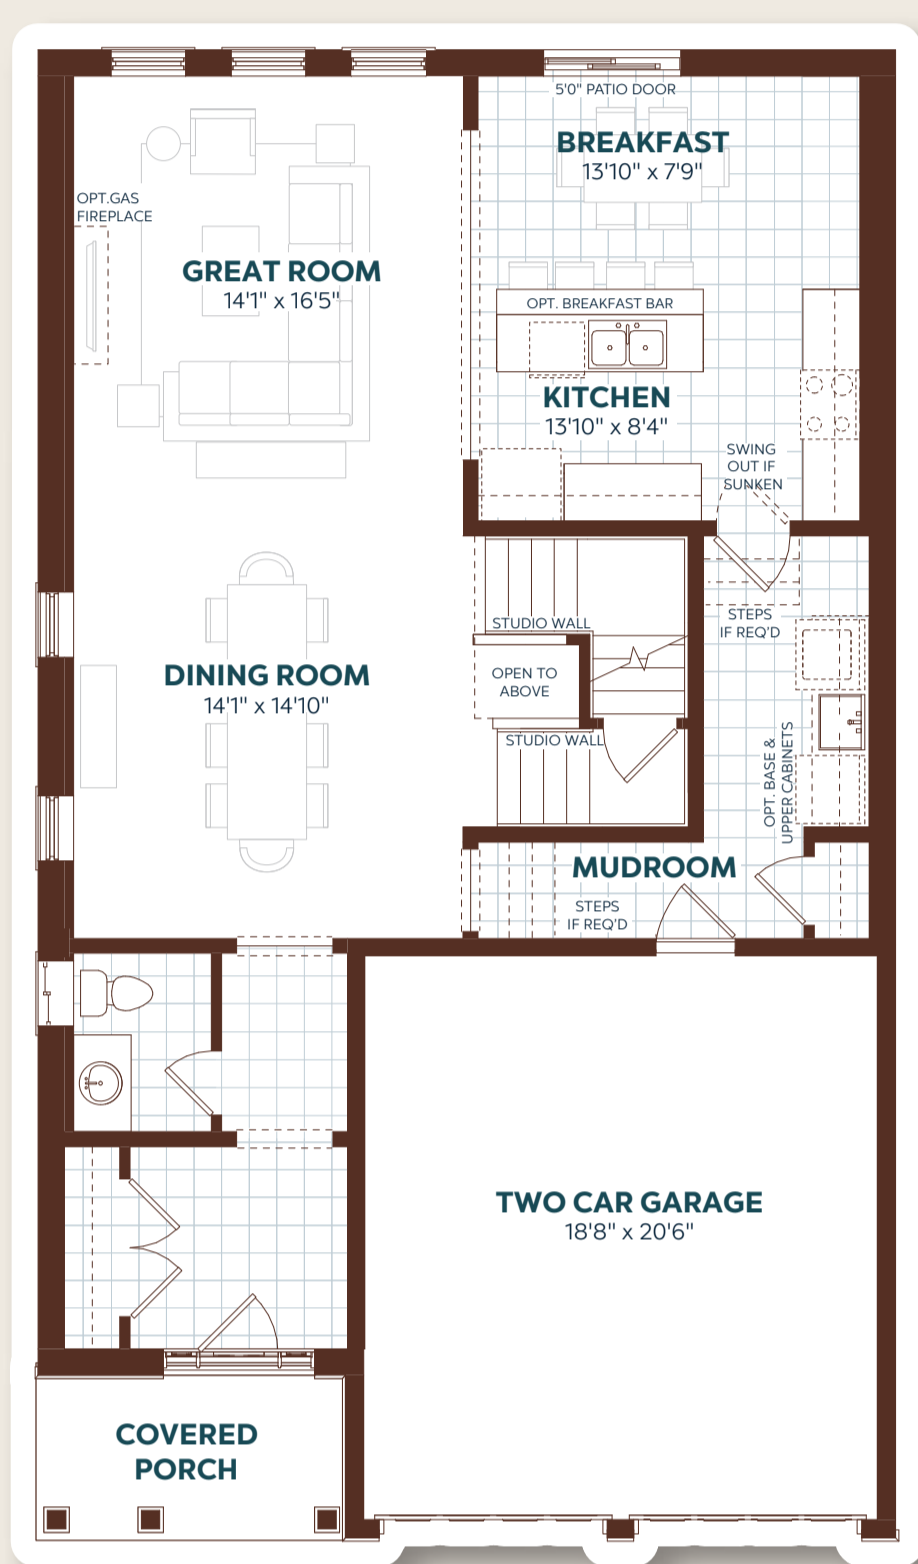 5'0" PATIO DOOR
BREAKFAST
13'10" x 7'9"
OPT.GAS
FIREPLACE
GREAT ROOM
14'1" x 16'5"
OPT. BREAKFAST BAR
KITCHEN
13'10" x 8'4"
SWING
OUT IF
SUNKEN
STEPS
IF REQ'D
STUDIO WALL
OPEN TO
ABOVE
DINING ROOM
14'1" x 14'10"
STUDIO WALL
OPT. BASE &
UPPER CABINETS
MUDROOM
STEPS
IF REQ'D
TWO CAR GARAGE
18'8" x 20'6"
COVERED
PORCH